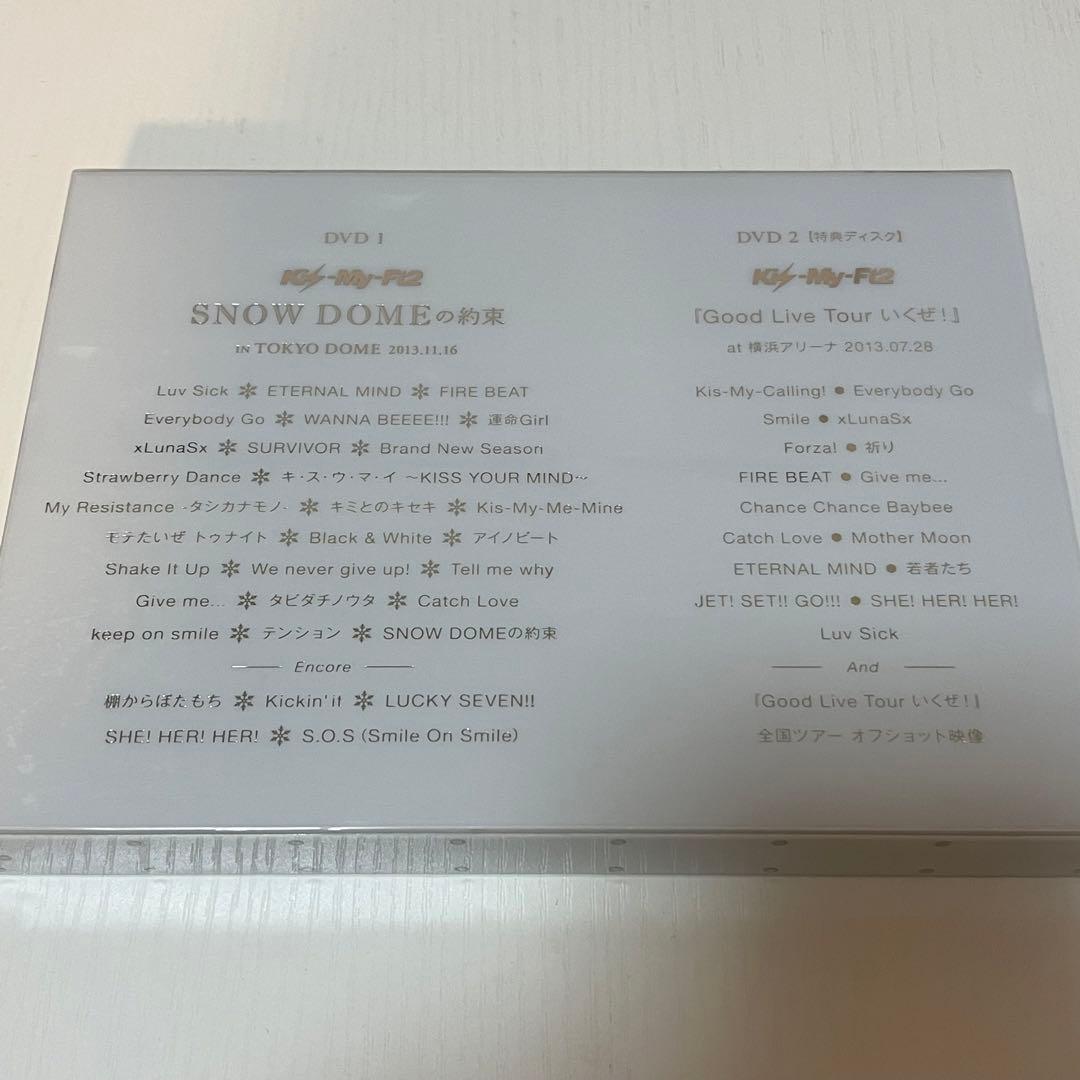 DVD 1
Kis-My-Ft2
SNOW DOMEの約束
IN TOKYO DOME 2013.11.16
Luv Sick ❄ ETERNAL MIND ❄ FIRE BEAT
Everybody Go ❄ WANNA BEEEE!!! ❄ 運命Girl
xLunaSx ❄ SURVIVOR ❄ Brand New Season
Strawberry Dance ❄ キ・ス・ウ・マ・イ 〜KISS YOUR MIND〜
My Resistance -タシカナモノ- ❄ キミとのキセキ ❄ Kis-My-Me-Mine
モテたいぜ トゥナイト ❄ Black & White ❄ アイノビート
Shake It Up ❄ We never give up! ❄ Tell me why
Give me... ❄ タビダチノウタ ❄ Catch Love
keep on smile ❄ テンション ❄ SNOW DOMEの約束
Encore
棚からぼたもち ❄ Kickin'it ❄ LUCKY SEVEN!!
SHE! HER! HER! ❄ S.O.S (Smile On Smile)
DVD 2【特典ディスク】
Kis-My-Ft2
『Good Live Tour いくぜ!』
at 横浜アリーナ 2013.07.28
Kis-My-Calling! ● Everybody Go
Smile ● xLunaSx
Forza! ● 祈り
FIRE BEAT ● Give me...
Chance Chance Baybee
Catch Love ● Mother Moon
ETERNAL MIND ● 若者たち
JET! SET!! GO!!! ● SHE! HER! HER!
Luv Sick
And
『Good Live Tour いくぜ!』
全国ツアー オフショット映像